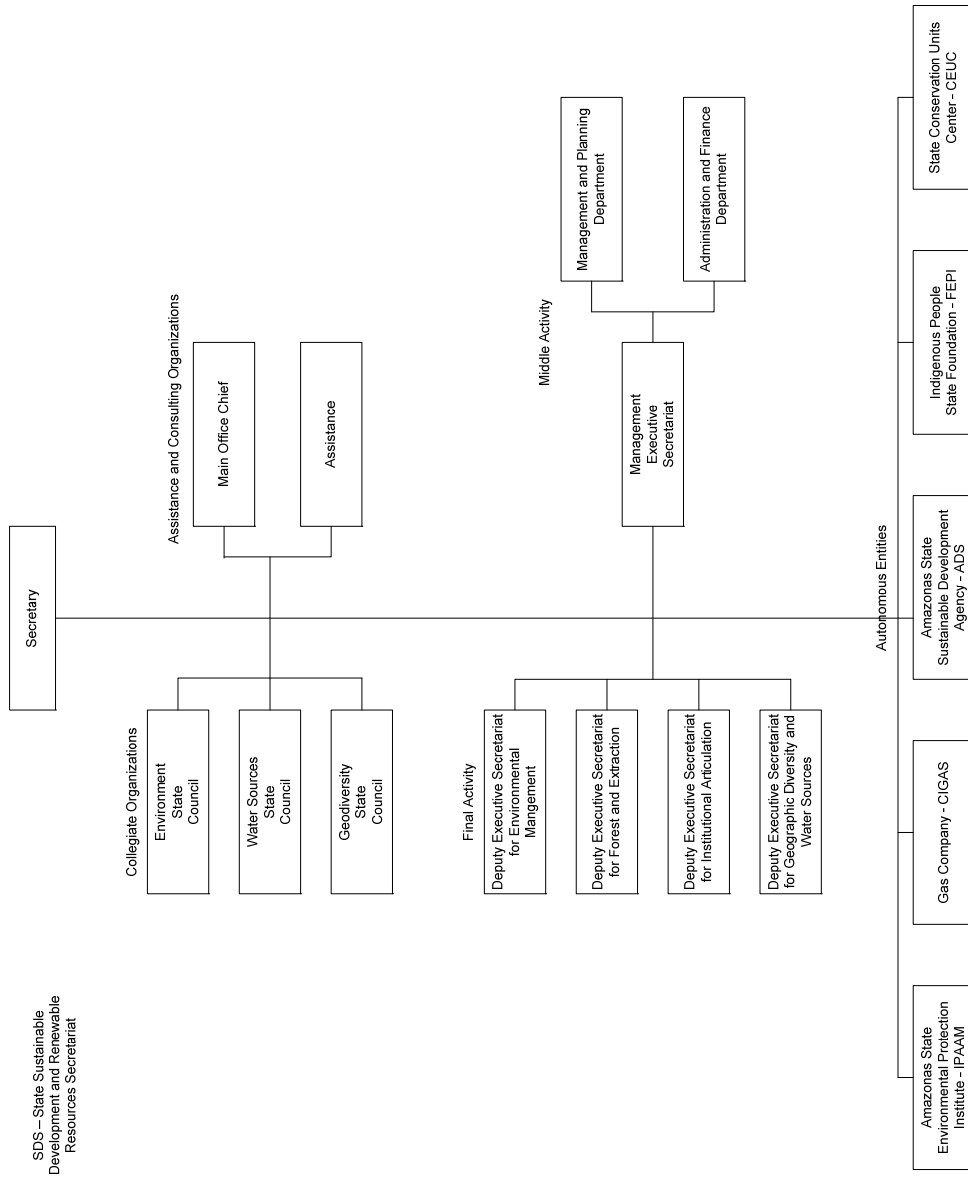 SDS – State Sustainable
Development and Renewable
Resources Secretariat
Secretary
Collegiate Organizations
Environment
State
Council
Water Sources
State
Council
Geodiversity
State
Council
Assistance and Consulting Organizations
Main Office Chief
Assistance
Final Activity
Deputy Executive Secretariat
for Environmental
Mangement
Deputy Executive Secretariat
for Forest and Extraction
Deputy Executive Secretariat
for Institutional Articulation
Deputy Executive Secretariat
for Geographic Diversity and
Water Sources
Middle Activity
Management
Executive
Secretariat
Management and Planning
Department
Administration and Finance
Department
Autonomous Entities
Amazonas State
Environmental Protection
Institute - IPAAM
Gas Company - CIGAS
Amazonas State
Sustainable Development
Agency - ADS
Indigenous People
State Foundation - FEPI
State Conservation Units
Center - CEUC